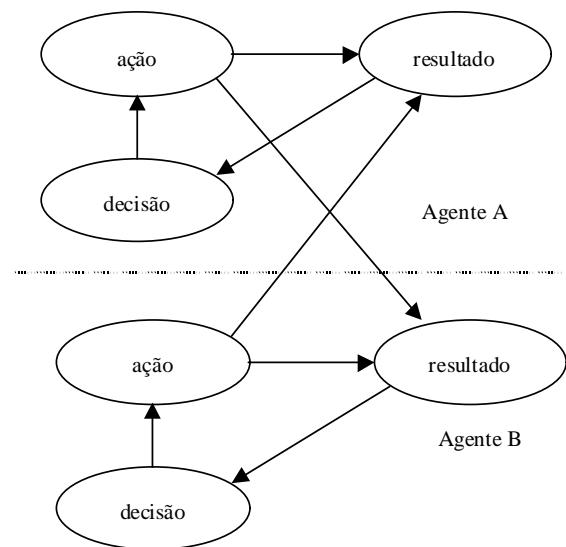 ação
resultado
decisão
Agente A
ação
resultado
Agente B
decisão